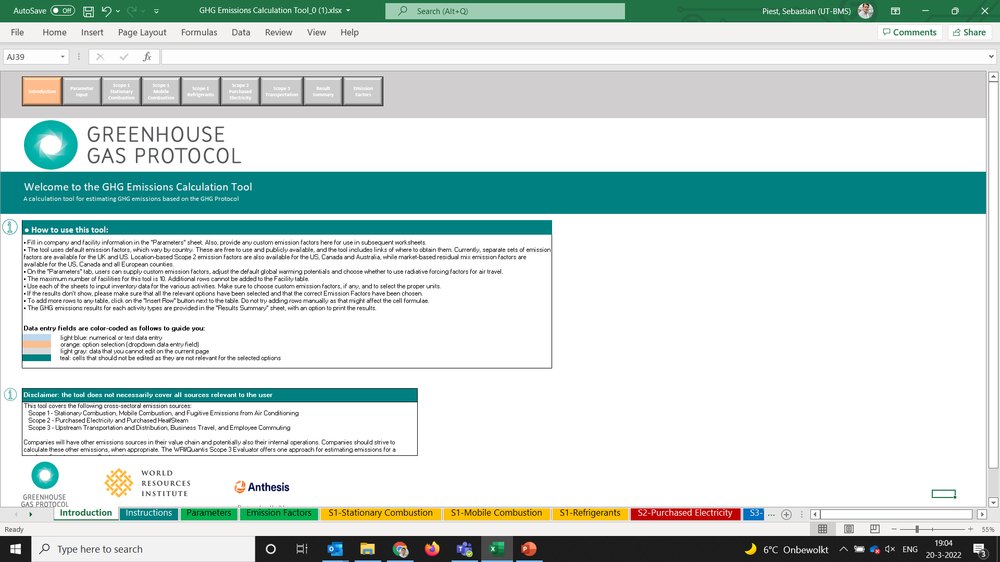 AutoSave Off
GHG Emissions Calculation Tool_0 (1).xlsx
Search (Alt+Q)
Piest, Sebastian (UT-BMS)
File Home Insert Page Layout Formulas Data Review View Help
Comments Share
AJ39
fx
Introduction
Parameter
Input
Scope 1
Stationary
Combustion
Scope 1
Mobile
Combustion
Scope 1
Refrigerants
Scope 2
Purchased
Electricity
Scope 3
Transportation
Result
Summary
Emission
Factors
GREENHOUSE
GAS PROTOCOL
Welcome to the GHG Emissions Calculation Tool
A calculation tool for estimating GHG emissions based on the GHG Protocol
● How to use this tool:
▪ Fill in company and facility information in the "Parameters" sheet. Also, provide any custom emission factors here for use in subsequent worksheets.
▪ The tool uses default emission factors, which vary by country. These are free to use and publicly available, and the tool includes links of where to obtain them. Currently, separate sets of emission
factors are available for the UK and US. Location-based Scope 2 emission factors are also available for the US, Canada and Australia, while market-based residual mix emission factors are
available for the US, Canada and all European counties.
▪ On the "Parameters" tab, users can supply custom emission factors, adjust the default global warming potentials and choose whether to use radiative forcing factors for air travel.
▪ The maximum number of facilities for this tool is 10. Additional rows cannot be added to the Facility table.
▪ Use each of the sheets to input inventory data for the various activities. Make sure to choose custom emission factors, if any, and to select the proper units.
▪ If the results don't show, please make sure that all the relevant options have been selected and that the correct Emission Factors have been chosen.
▪ To add more rows to any table, click on the "Insert Row" button next to the table. Do not try adding rows manually as that might affect the cell formulae.
▪ The GHG emissions results for each activity types are provided in the "Results Summary" sheet, with an option to print the results.
Data entry fields are color-coded as follows to guide you:
light blue: numerical or text data entry
orange: option selection (dropdown data entry field)
light gray: data that you cannot edit on the current page
teal: cells that should not be edited as they are not relevant for the selected options
Disclaimer: the tool does not necessarily cover all sources relevant to the user
This tool covers the following cross-sectoral emission sources:
Scope 1 - Stationary Combustion, Mobile Combustion, and Fugitive Emissions from Air Conditioning
Scope 2 - Purchased Electricity and Purchased Heat/Steam
Scope 3 - Upstream Transportation and Distribution, Business Travel, and Employee Commuting
Companies will have other emissions sources in their value chain and potentially also their internal operations. Companies should strive to
calculate these other emissions, when appropriate. The WRI/Quantis Scope 3 Evaluator offers one approach for estimating emissions for a
GREENHOUSE
GAS PROTOCOL
WORLD
RESOURCES
INSTITUTE
Anthesis
Introduction Instructions Parameters Emission Factors S1-Stationary Combustion S1-Mobile Combustion S1-Refrigerants S2-Purchased Electricity S3- ...
Ready
55%
Type here to search
6°C Onbewolkt
ENG
19:04
20-3-2022
3